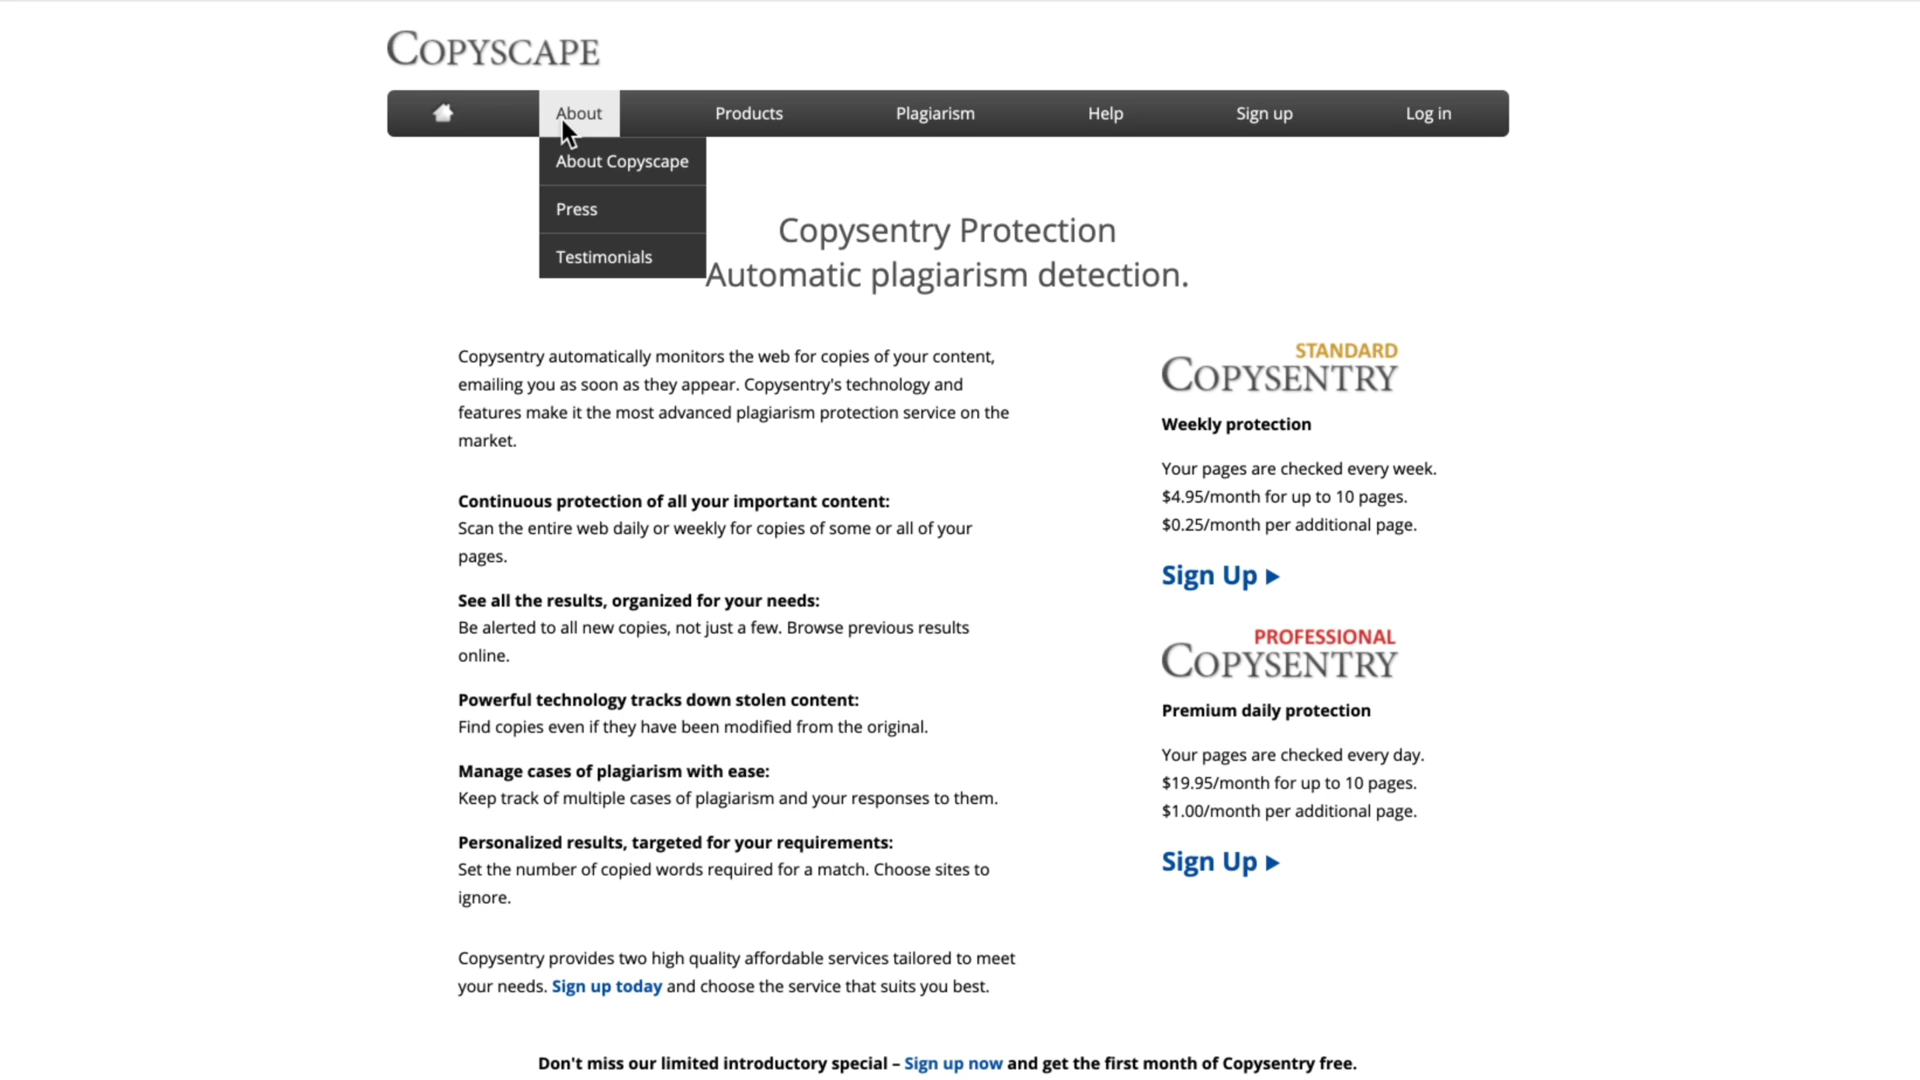 COPYSCAPE
About
Products
Plagiarism
Help
Sign up
Log in
About Copyscape
Press
Testimonials
Copysentry Protection
Automatic plagiarism detection.
Copysentry automatically monitors the web for copies of your content,
emailing you as soon as they appear. Copysentry's technology and
features make it the most advanced plagiarism protection service on the
market.
Continuous protection of all your important content:
Scan the entire web daily or weekly for copies of some or all of your
pages.
See all the results, organized for your needs:
Be alerted to all new copies, not just a few. Browse previous results
online.
Powerful technology tracks down stolen content:
Find copies even if they have been modified from the original.
Manage cases of plagiarism with ease:
Keep track of multiple cases of plagiarism and your responses to them.
Personalized results, targeted for your requirements:
Set the number of copied words required for a match. Choose sites to
ignore.
Copysentry provides two high quality affordable services tailored to meet
your needs. Sign up today and choose the service that suits you best.
STANDARD
COPYSENTRY
Weekly protection
Your pages are checked every week.
$4.95/month for up to 10 pages.
$0.25/month per additional page.
Sign Up
PROFESSIONAL
COPYSENTRY
Premium daily protection
Your pages are checked every day.
$19.95/month for up to 10 pages.
$1.00/month per additional page.
Sign Up
Don't miss our limited introductory special – Sign up now and get the first month of Copysentry free.